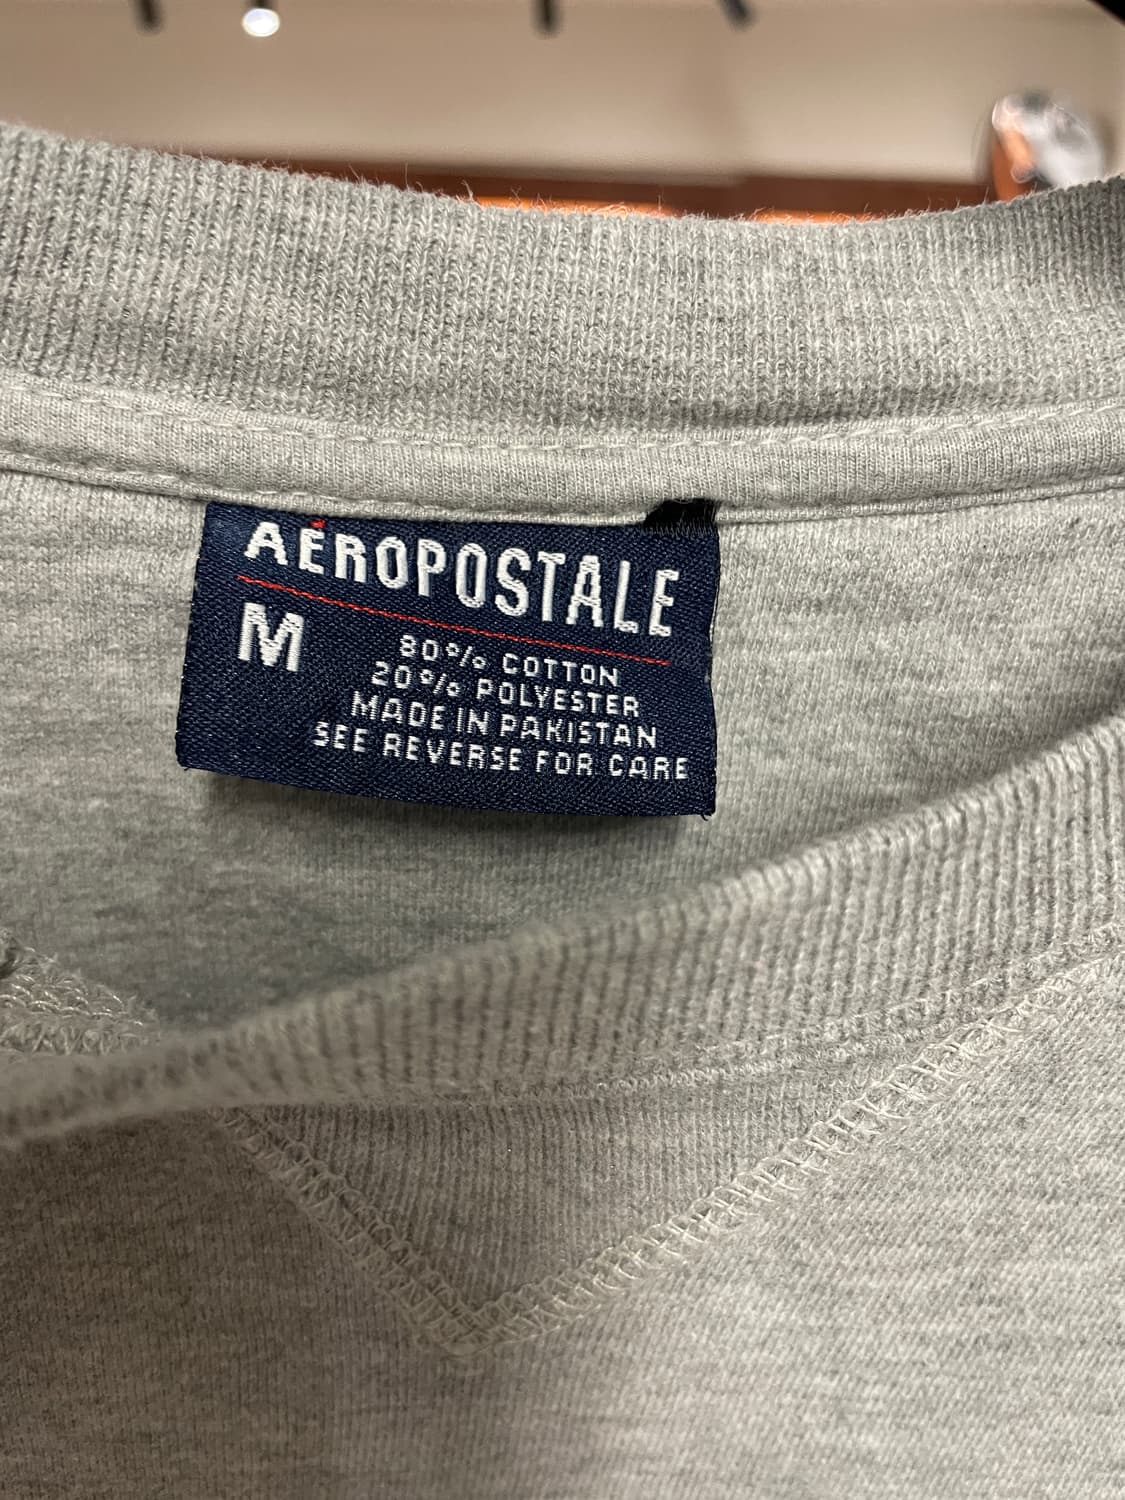 AÉROPOSTALE
M
80% COTTON
20% POLYESTER
MADE IN PAKISTAN
SEE REVERSE FOR CARE